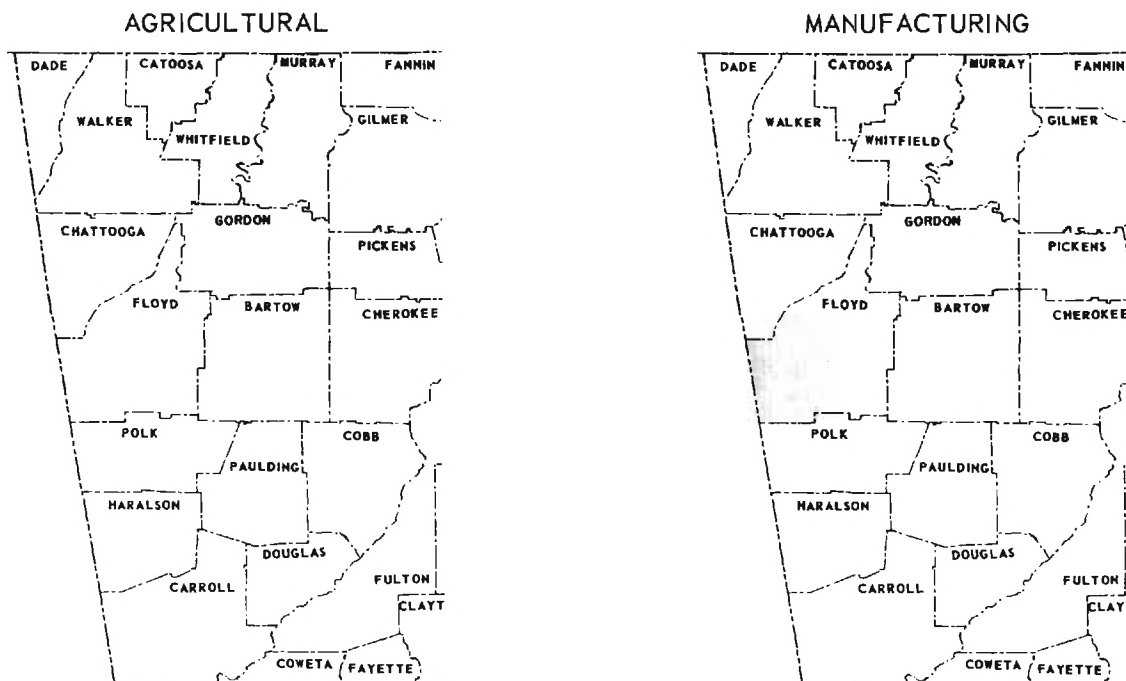 AGRICULTURAL
DADE
CATOOSA
MURRAY
FANNIN
WALKER
GILMER
WHITFIELD
GORDON
CHATTOOGA
PICKENS
FLOYD
BARTOW
CHEROKEE
POLK
COBB
PAULDING
HARALSON
DOUGLAS
CARROLL
FULTON
CLAYT
COWETA
FAYETTE
MANUFACTURING
DADE
CATOOSA
MURRAY
FANNIN
WALKER
GILMER
WHITFIELD
GORDON
CHATTOOGA
PICKENS
FLOYD
BARTOW
CHEROKEE
POLK
COBB
PAULDING
HARALSON
DOUGLAS
CARROLL
FULTON
CLAY
COWETA
FAYETTE